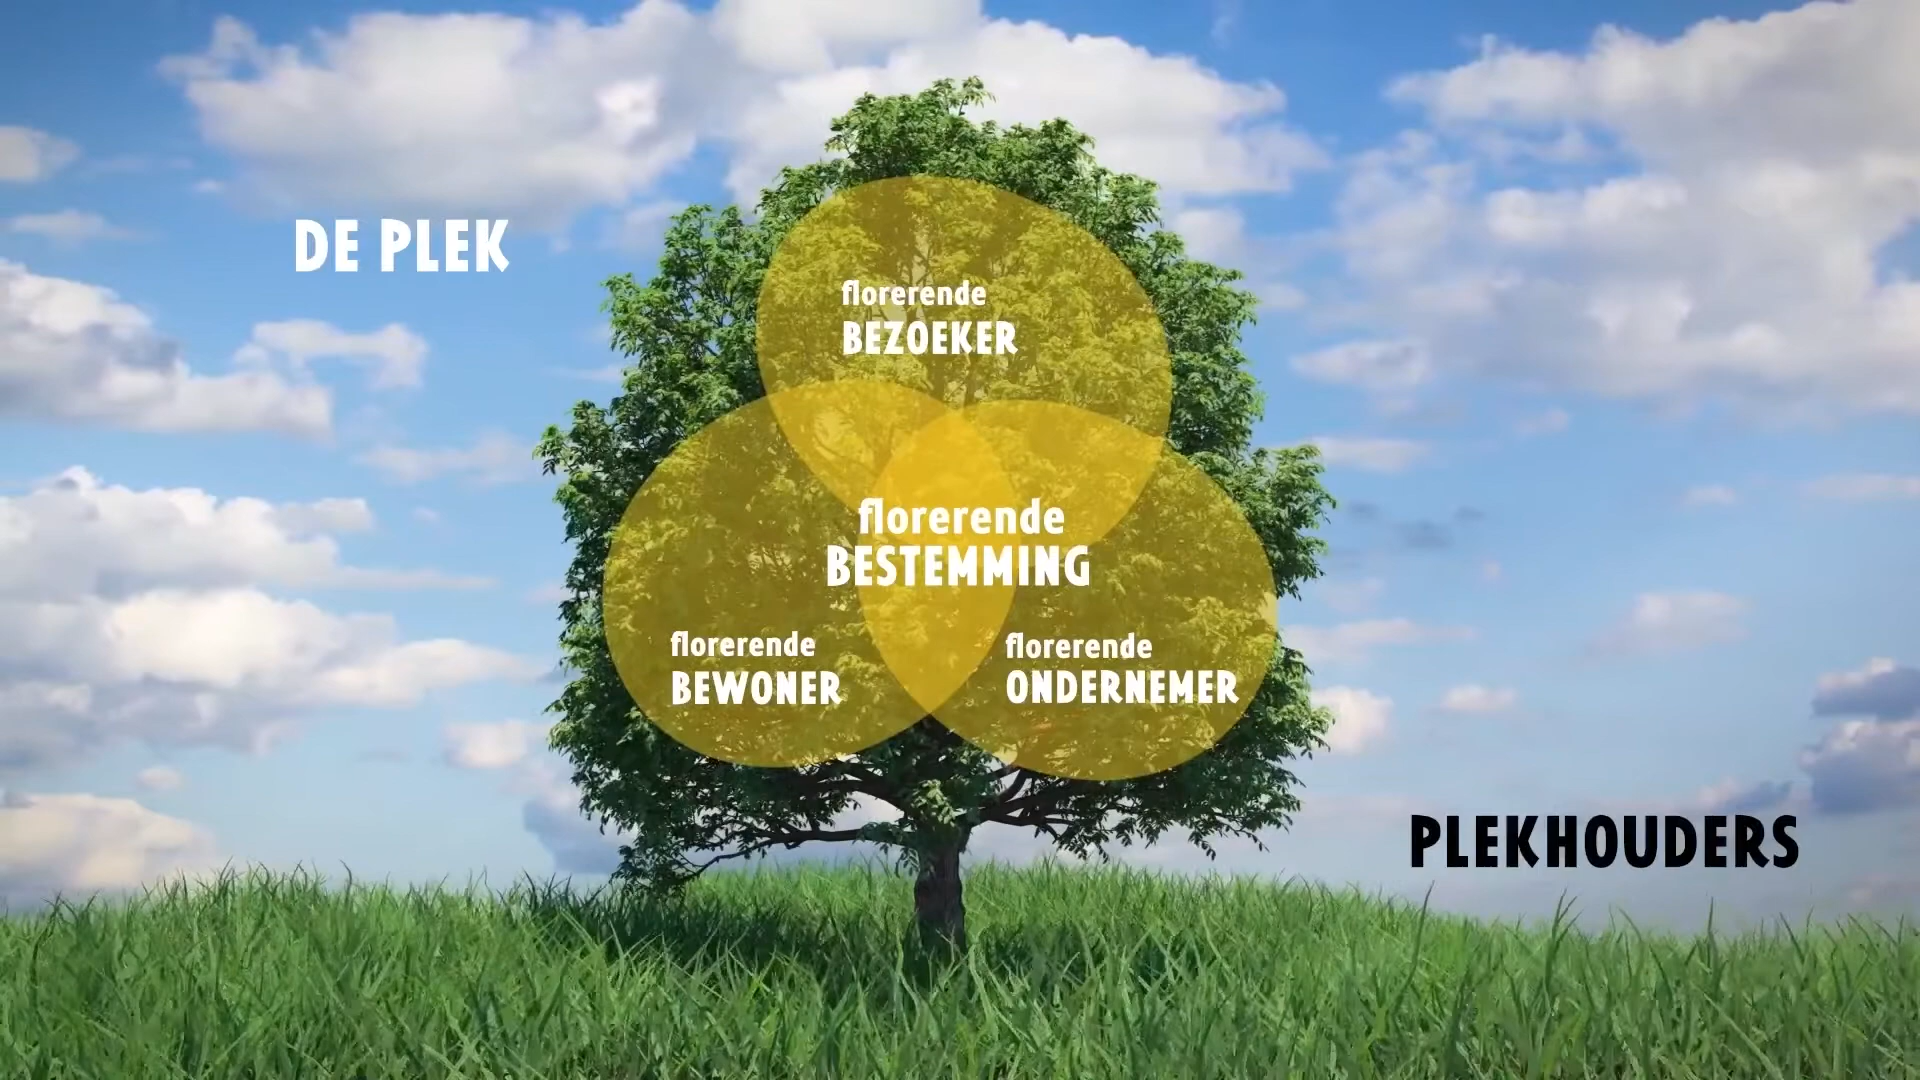 DE PLEK
florerende
BEZOEKER
florerende
BESTEMMING
florerende
BEWONER
florerende
ONDERNEMER
PLEKHOUDERS